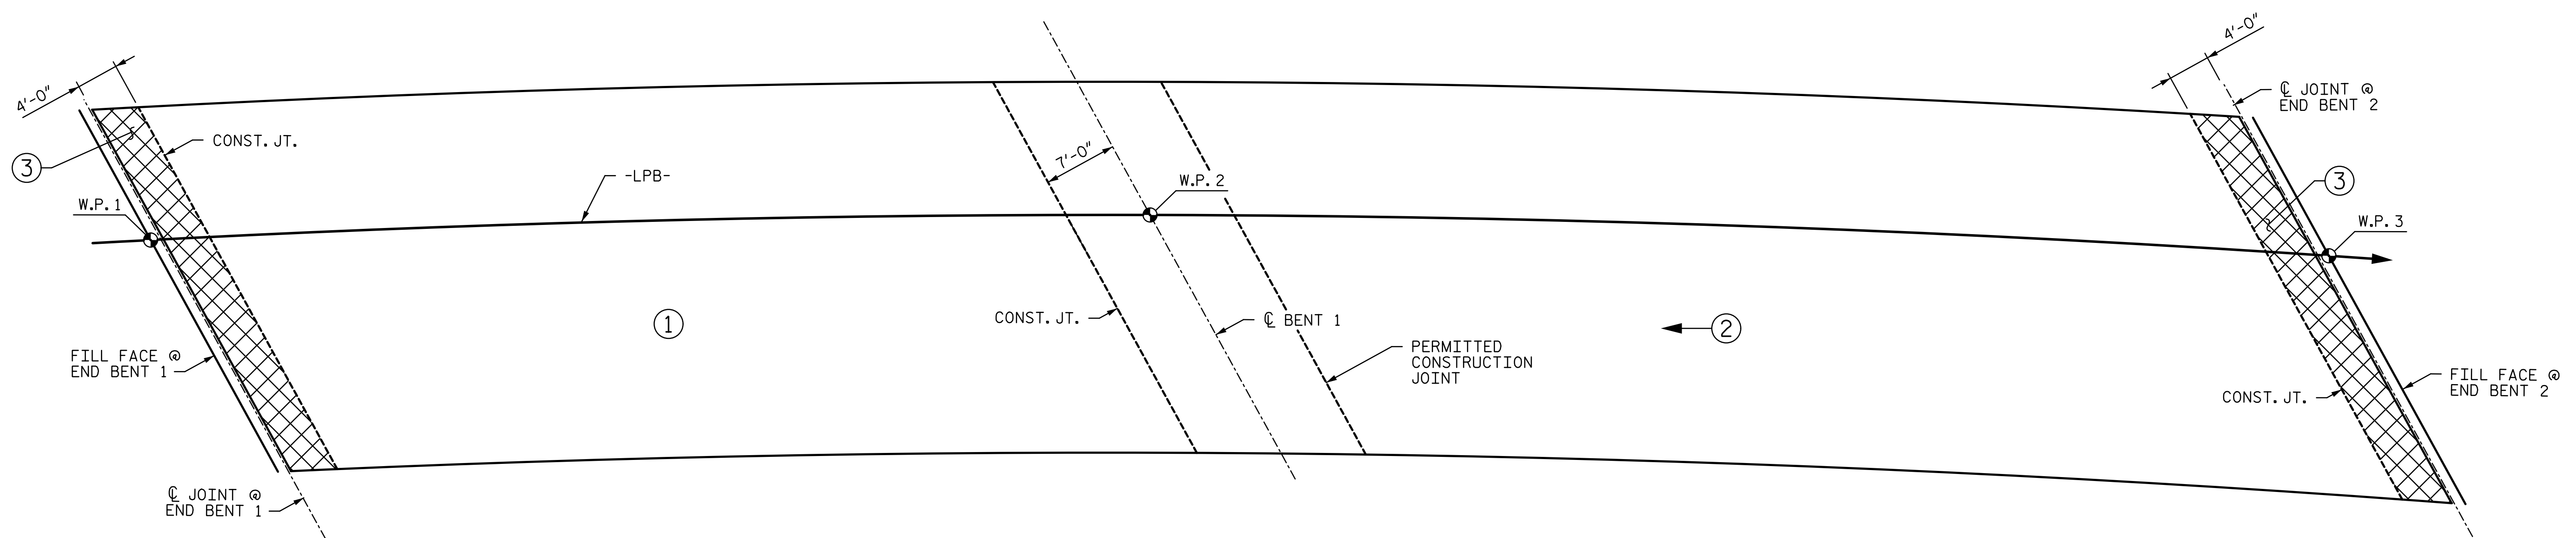 4'-0"
4'-0"
℄ JOINT @
END BENT 2
CONST. JT.
7'-0"
3
-LPB-
W.P. 2
3
W.P. 1
W.P. 3
1
CONST. JT.
℄ BENT 1
2
FILL FACE @
END BENT 1
PERMITTED
CONSTRUCTION
JOINT
FILL FACE @
END BENT 2
CONST. JT.
℄ JOINT @
END BENT 1